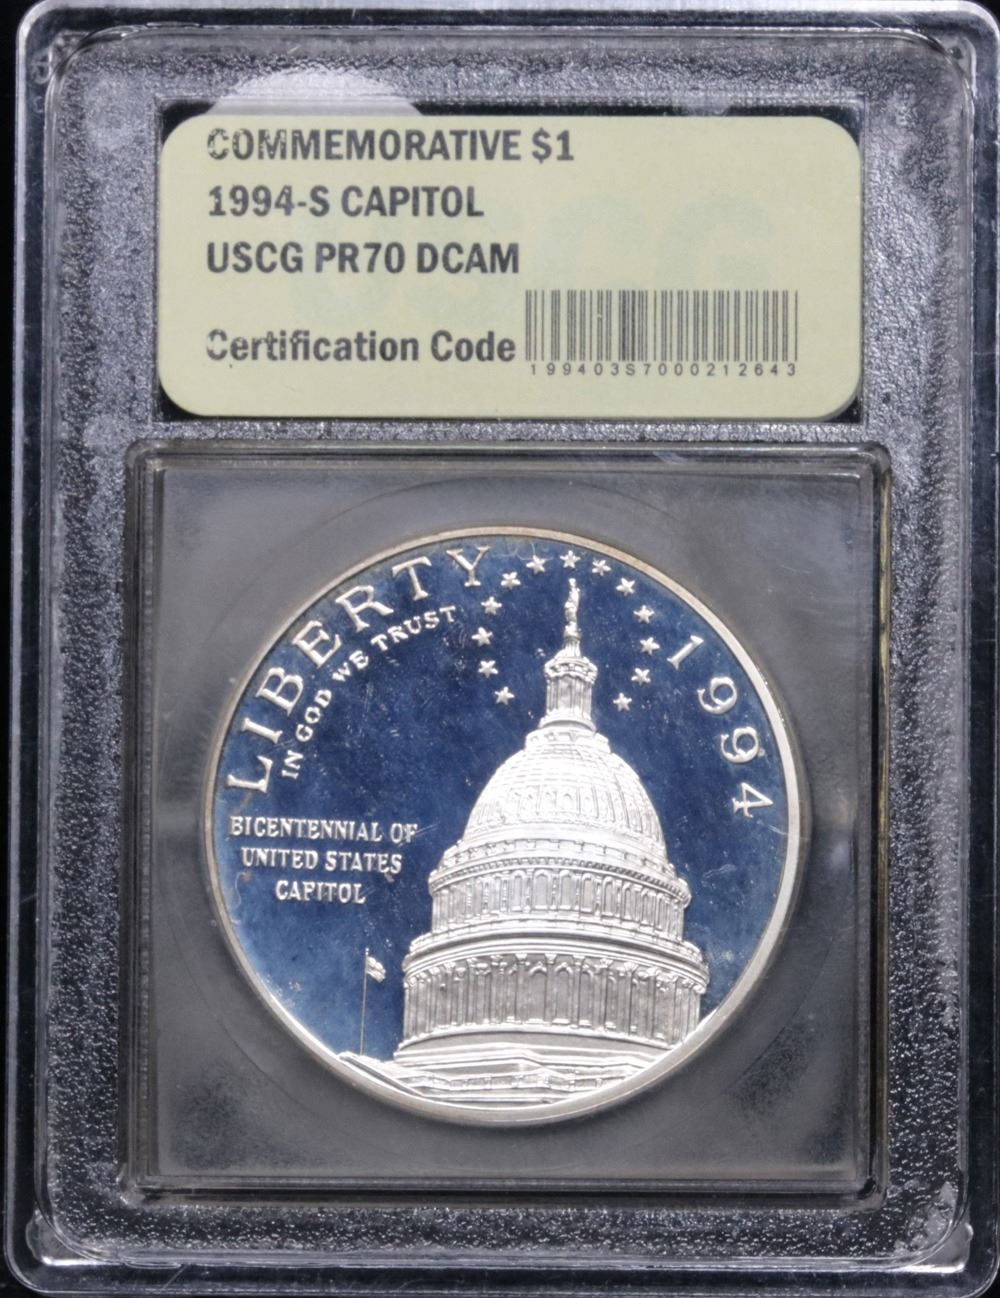 COMMEMORATIVE $1
1994-S CAPITOL
USCG PR70 DCAM
Certification Code
199403S7000212643
LIBERTY
IN GOD WE TRUST
1994
BICENTENNIAL OF
UNITED STATES
CAPITOL